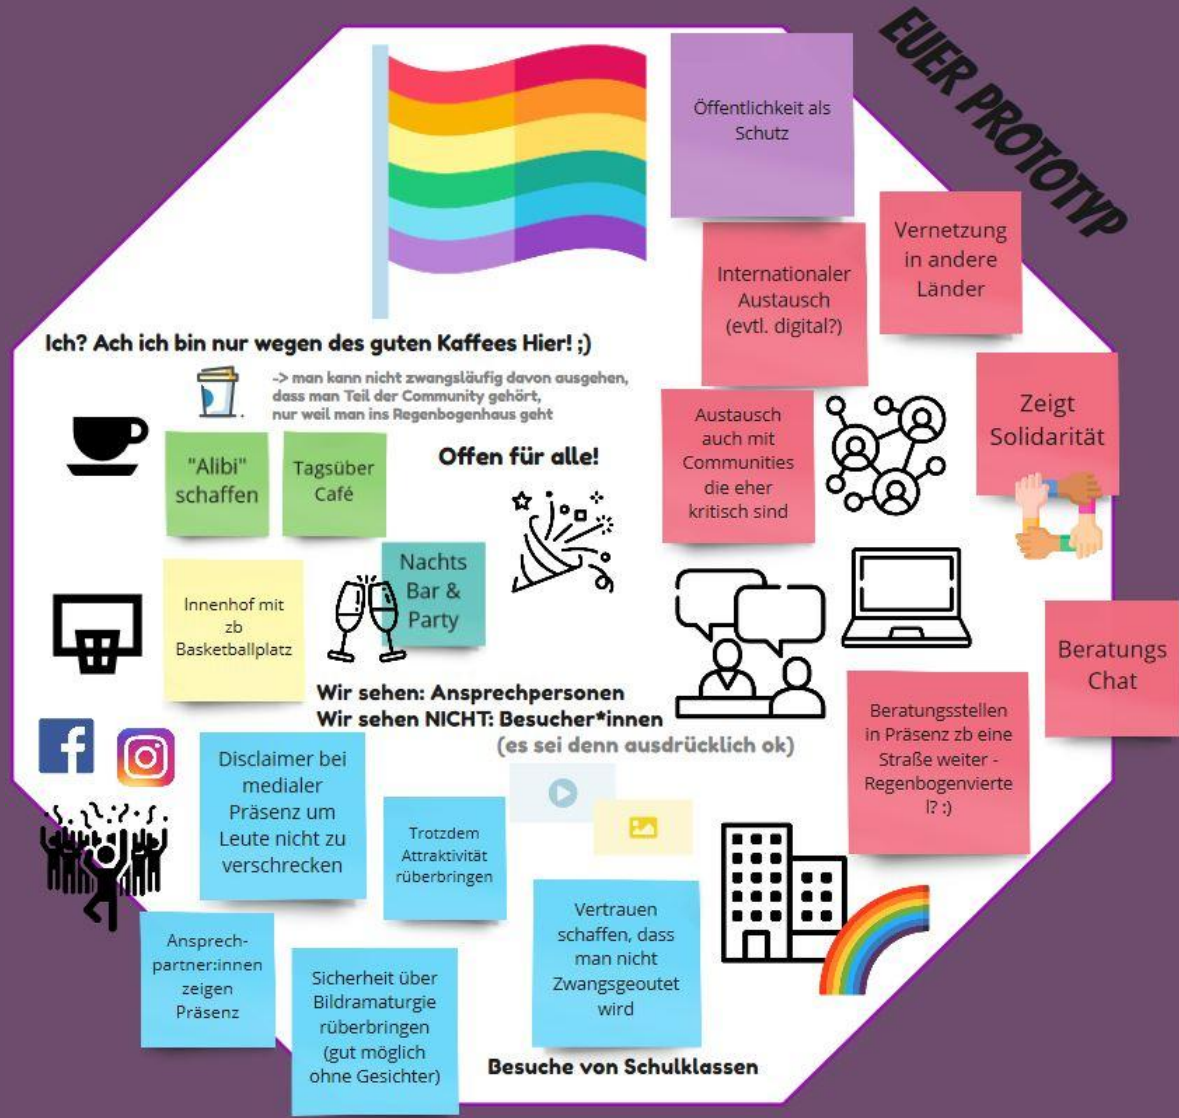 EUER PROTOTYP
Öffentlichkeit als
Schutz
Vernetzung
in andere
Länder
Internationaler
Austausch
(evtl. digital?)
Ich? Ach ich bin nur wegen des guten Kaffees Hier! ;)
-> man kann nicht zwangsläufig davon ausgehen,
dass man Teil der Community gehört,
nur weil man ins Regenbogenhaus geht
Zeigt
Solidarität
Austausch
auch mit
Communities
die eher
kritisch sind
"Alibi"
schaffen
Tagsüber
Café
Offen für alle!
Nachts
Bar &
Party
Innenhof mit
zb
Basketballplatz
Beratungs
Chat
Wir sehen: Ansprechpersonen
Wir sehen NICHT: Besucher*innen
(es sei denn ausdrücklich ok)
Beratungsstellen
in Präsenz zb eine
Straße weiter -
Regenbogenvierte
l? :)
Disclaimer bei
medialer
Präsenz um
Leute nicht zu
verschrecken
Trotzdem
Attraktivität
rüberbringen
Vertrauen
schaffen, dass
man nicht
Zwangsgeoutet
wird
Ansprech-
partner:innen
zeigen
Präsenz
Sicherheit über
Bildramaturgie
rüberbringen
(gut möglich
ohne Gesichter)
Besuche von Schulklassen